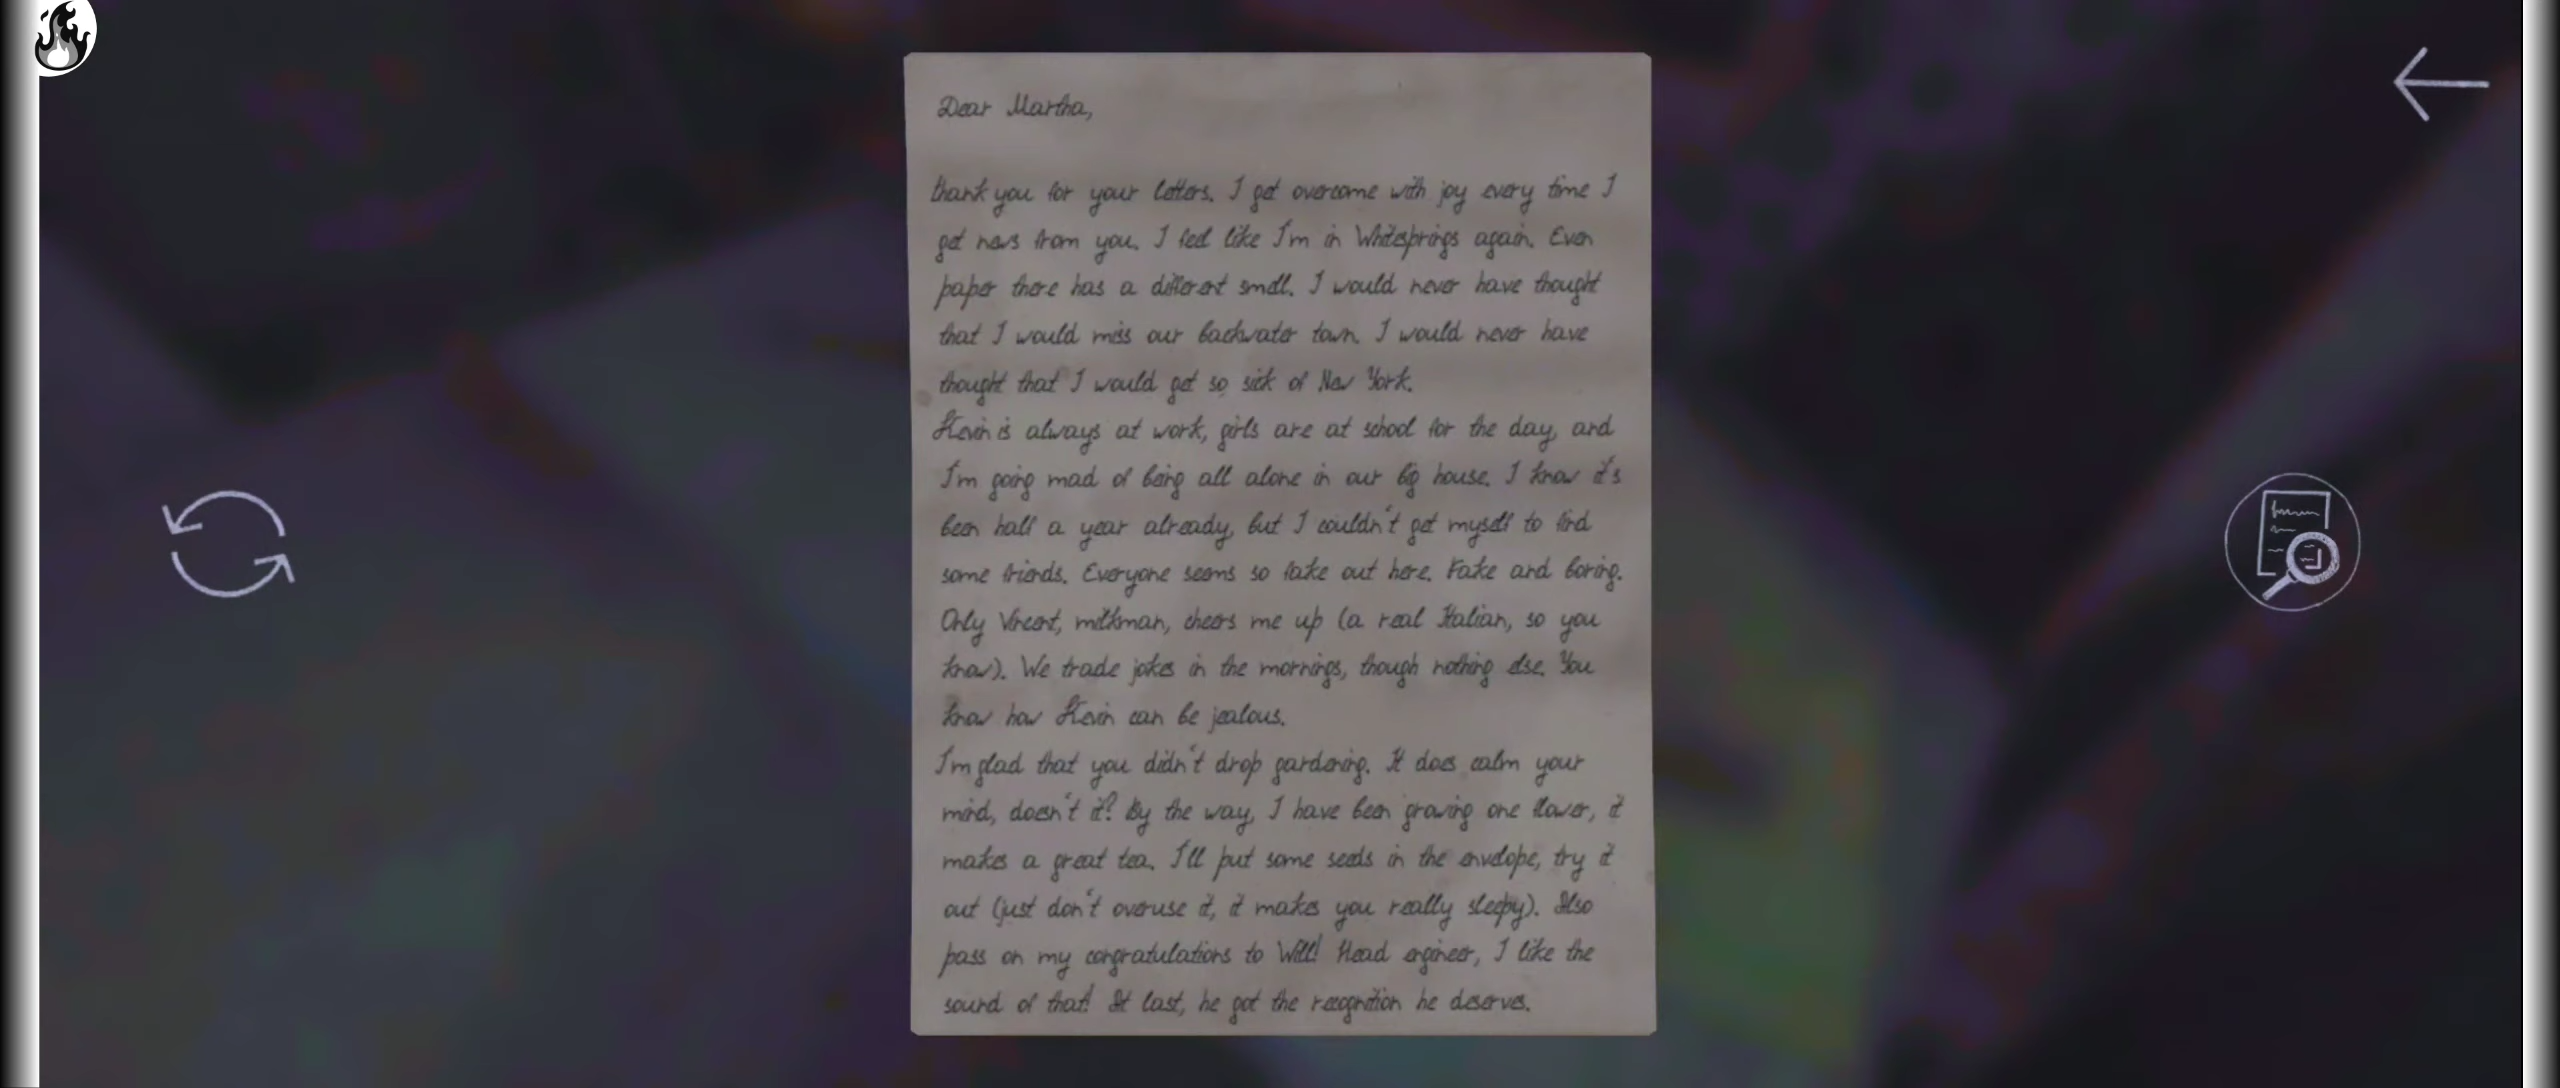 Dear Martha,
thank you for your letters. I get overcome with joy every time I
get news from you. I feel like I'm in Whitesprings again. Even
paper there has a different smell. I would never have thought
that I would miss our backwater town. I would never have
thought that I would get so sick of New York.
Kevin is always at work, girls are at school for the day, and
I'm going mad of being all alone in our big house. I know it's
been half a year already, but I couldn't get myself to find
some friends. Everyone seems so fake out here. Fake and boring.
Only Vincent, milkman, cheers me up (a real Italian, so you
know). We trade jokes in the mornings, though nothing else. You
know how Kevin can be jealous.
I'm glad that you didn't drop gardening. It does calm your
mind, doesn't it? By the way, I have been growing one flower, it
makes a great tea. I'll put some seeds in the envelope, try it
out (just don't overuse it, it makes you really sleepy). Also
pass on my congratulations to Will! Head engineer, I like the
sound of that! At last, he got the recognition he deserves.